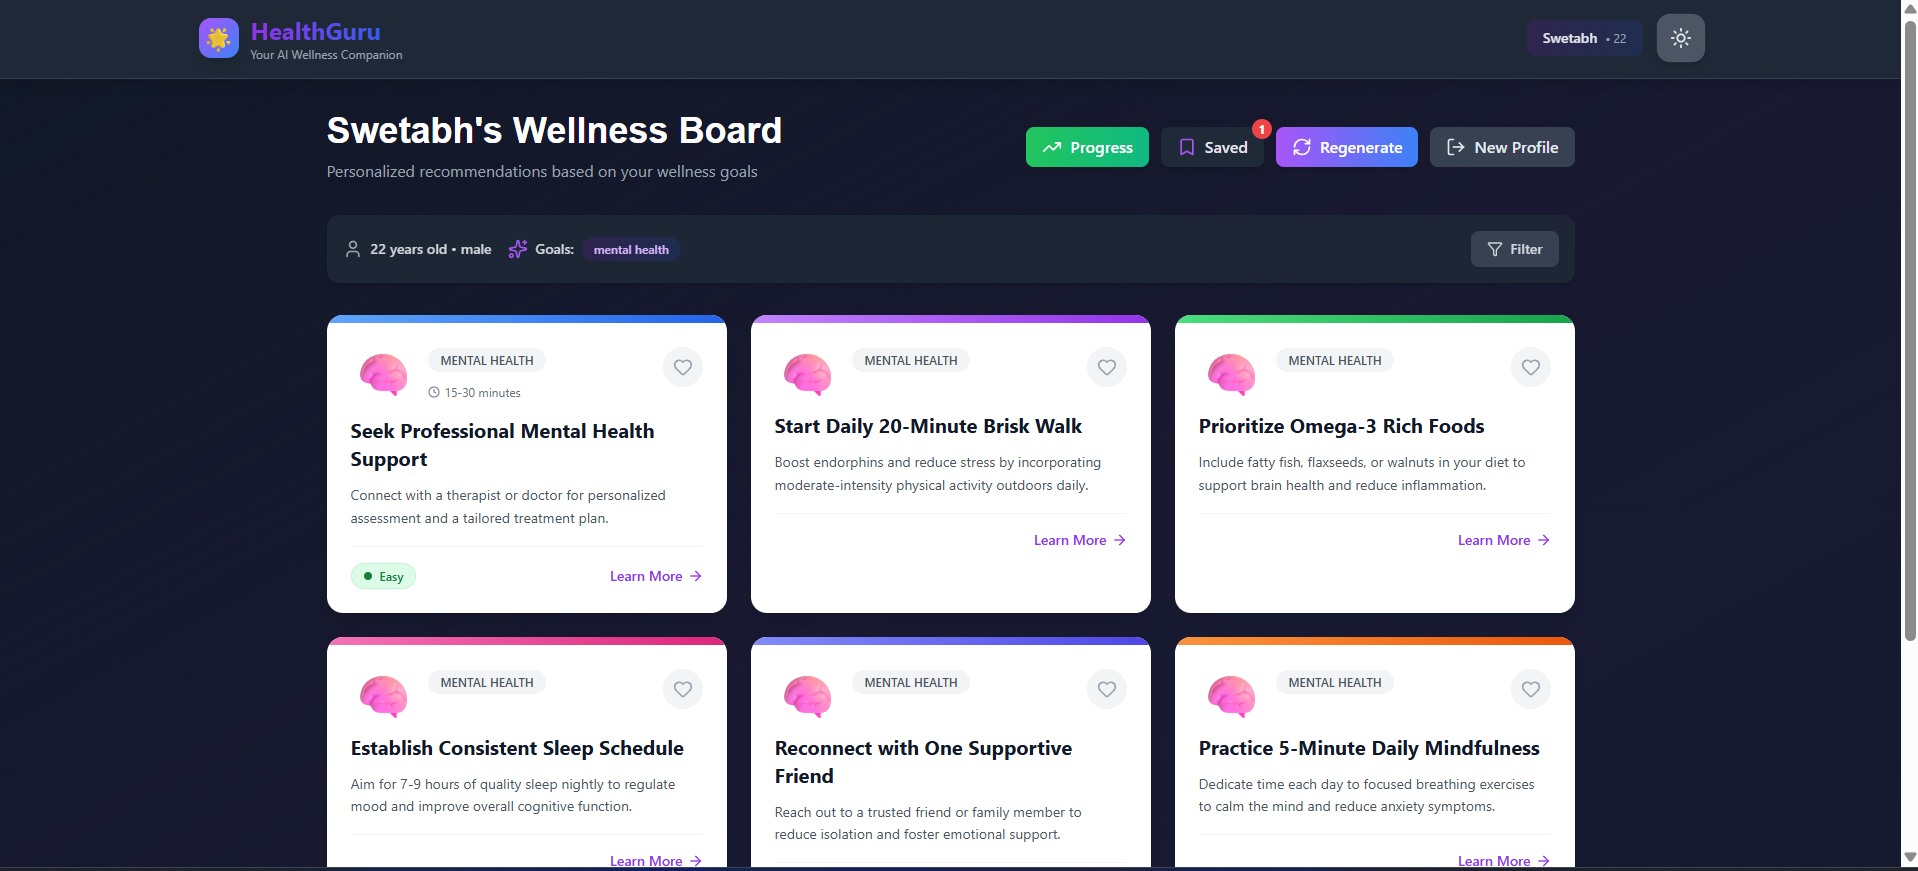 HealthGuru
Your AI Wellness Companion
Swetabh • 22
Swetabh's Wellness Board
Personalized recommendations based on your wellness goals
Progress
Saved
1
Regenerate
New Profile
22 years old • male
Goals:
mental health
Filter
MENTAL HEALTH
15-30 minutes
Seek Professional Mental Health
Support
Connect with a therapist or doctor for personalized
assessment and a tailored treatment plan.
Easy
Learn More
MENTAL HEALTH
Start Daily 20-Minute Brisk Walk
Boost endorphins and reduce stress by incorporating
moderate-intensity physical activity outdoors daily.
Learn More
MENTAL HEALTH
Prioritize Omega-3 Rich Foods
Include fatty fish, flaxseeds, or walnuts in your diet to
support brain health and reduce inflammation.
Learn More
MENTAL HEALTH
Establish Consistent Sleep Schedule
Aim for 7-9 hours of quality sleep nightly to regulate
mood and improve overall cognitive function.
Learn More
MENTAL HEALTH
Reconnect with One Supportive
Friend
Reach out to a trusted friend or family member to
reduce isolation and foster emotional support.
MENTAL HEALTH
Practice 5-Minute Daily Mindfulness
Dedicate time each day to focused breathing exercises
to calm the mind and reduce anxiety symptoms.
Learn More